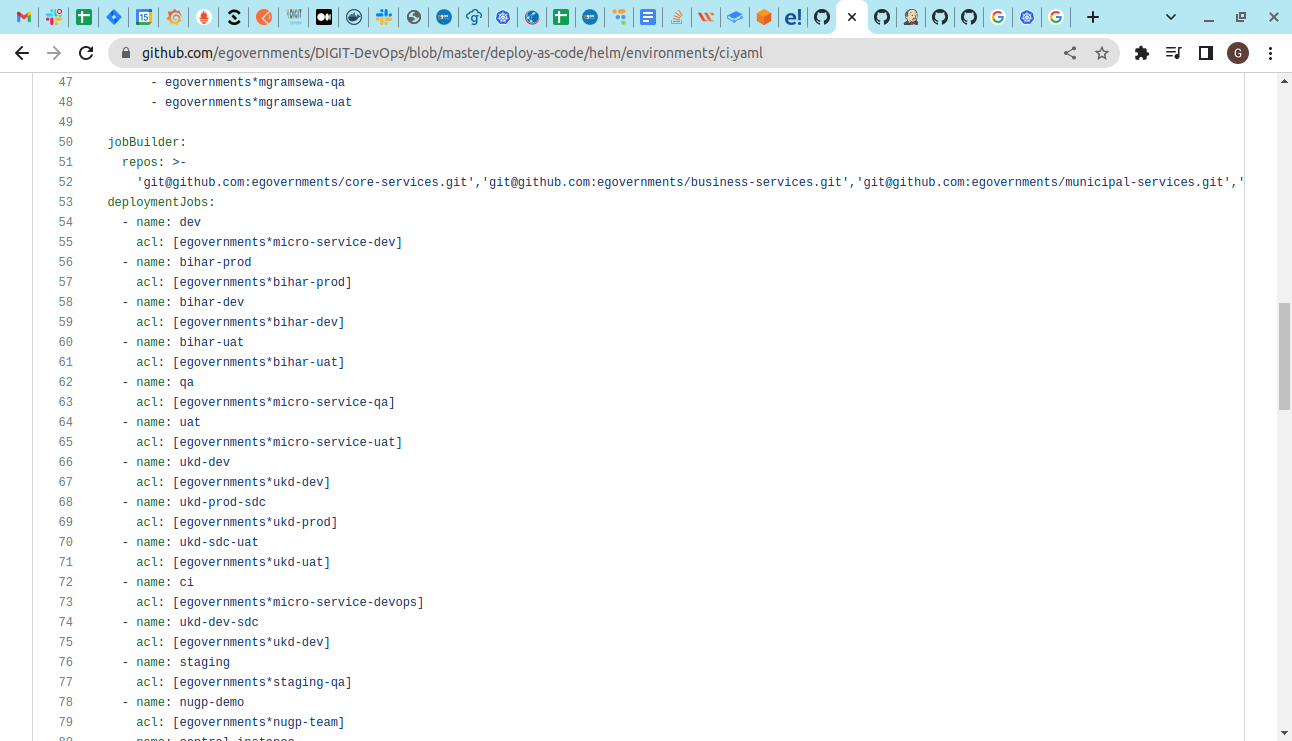 15
DIGIT
e!
github.com/egovernments/DIGIT-DevOps/blob/master/deploy-as-code/helm/environments/ci.yaml
G
47 - egovernments*mgramsewa-qa
48 - egovernments*mgramsewa-uat
49
50 jobBuilder:
51 repos: >-
52 'git@github.com:egovernments/core-services.git','git@github.com:egovernments/business-services.git','git@github.com:egovernments/municipal-services.git','
53 deploymentJobs:
54 - name: dev
55 acl: [egovernments*micro-service-dev]
56 - name: bihar-prod
57 acl: [egovernments*bihar-prod]
58 - name: bihar-dev
59 acl: [egovernments*bihar-dev]
60 - name: bihar-uat
61 acl: [egovernments*bihar-uat]
62 - name: qa
63 acl: [egovernments*micro-service-qa]
64 - name: uat
65 acl: [egovernments*micro-service-uat]
66 - name: ukd-dev
67 acl: [egovernments*ukd-dev]
68 - name: ukd-prod-sdc
69 acl: [egovernments*ukd-prod]
70 - name: ukd-sdc-uat
71 acl: [egovernments*ukd-uat]
72 - name: ci
73 acl: [egovernments*micro-service-devops]
74 - name: ukd-dev-sdc
75 acl: [egovernments*ukd-dev]
76 - name: staging
77 acl: [egovernments*staging-qa]
78 - name: nugp-demo
79 acl: [egovernments*nugp-team]
80 - name: central-instance